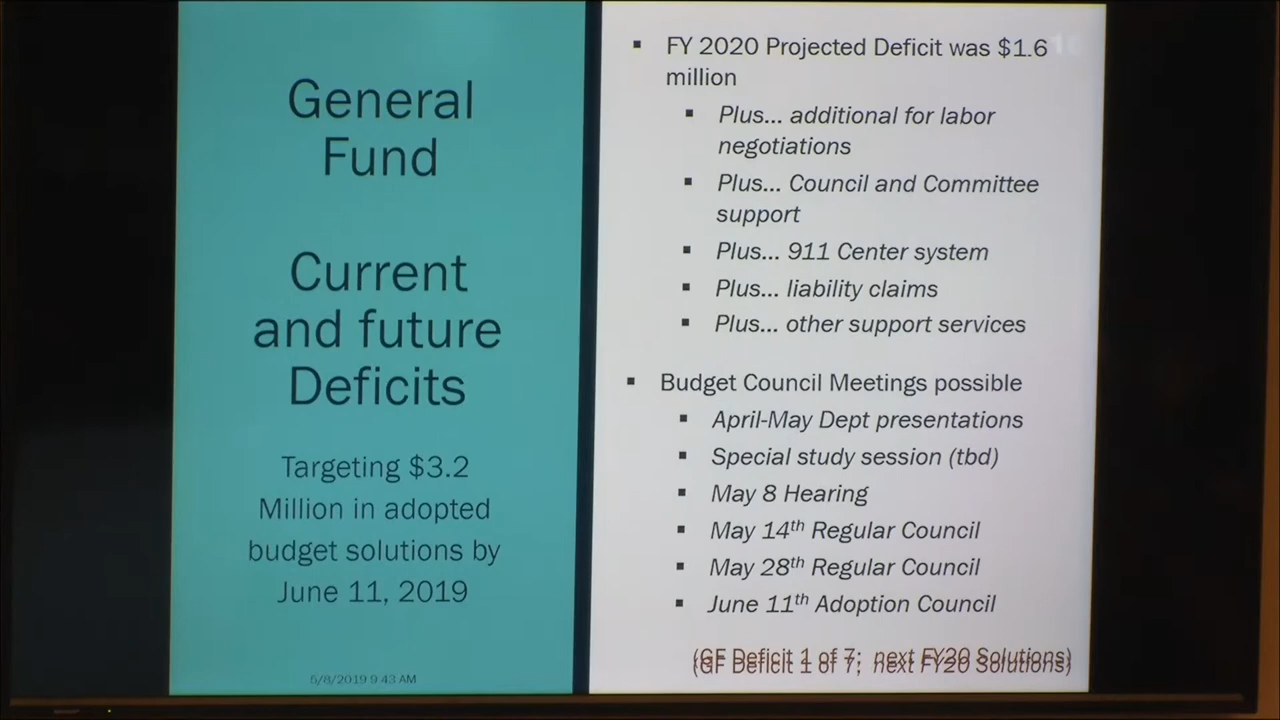 General
Fund
Current
and future
Deficits
Targeting $3.2
Million in adopted
budget solutions by
June 11, 2019
5/8/2019 9:43 AM
▪ FY 2020 Projected Deficit was $1.6
million
▪ Plus... additional for labor
negotiations
▪ Plus... Council and Committee
support
▪ Plus... 911 Center system
▪ Plus... liability claims
▪ Plus... other support services
▪ Budget Council Meetings possible
▪ April-May Dept presentations
▪ Special study session (tbd)
▪ May 8 Hearing
▪ May 14th Regular Council
▪ May 28th Regular Council
▪ June 11th Adoption Council
(GF Deficit 1 of 7; next FY20 Solutions)